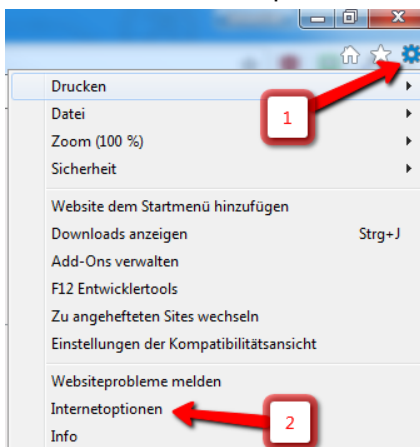 1
Drucken
Datei
Zoom (100 %)
Sicherheit
Website dem Startmenü hinzufügen
Downloads anzeigen Strg+J
Add-Ons verwalten
F12 Entwicklertools
Zu angehefteten Sites wechseln
Einstellungen der Kompatibilitätsansicht
Websiteprobleme melden
Internetoptionen
2
Info